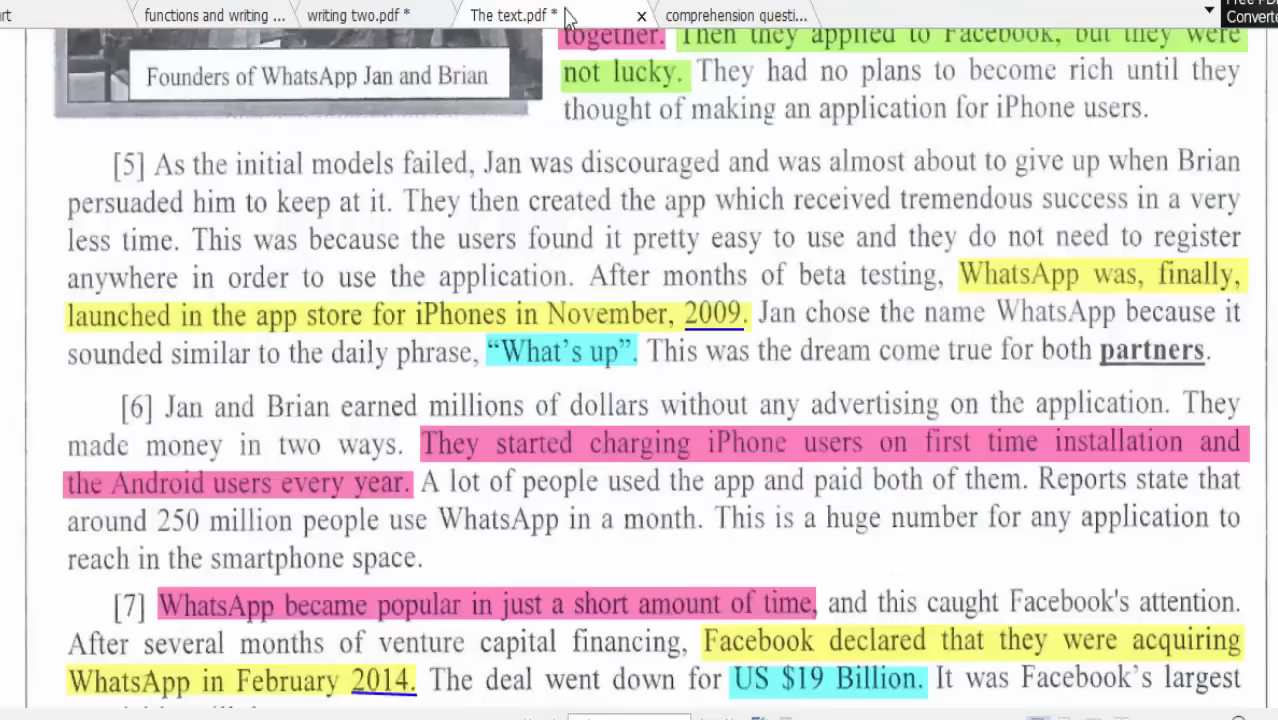 rt functions and writing ... writing two.pdf * The text.pdf * x comprehension questi...
Converte
together. Then they applied to Facebook, but they were
Founders of WhatsApp Jan and Brian
not lucky. They had no plans to become rich until they
thought of making an application for iPhone users.
[5] As the initial models failed, Jan was discouraged and was almost about to give up when Brian
persuaded him to keep at it. They then created the app which received tremendous success in a very
less time. This was because the users found it pretty easy to use and they do not need to register
anywhere in order to use the application. After months of beta testing, WhatsApp was, finally,
launched in the app store for iPhones in November, 2009. Jan chose the name WhatsApp because it
sounded similar to the daily phrase, “What’s up”. This was the dream come true for both partners.
[6] Jan and Brian earned millions of dollars without any advertising on the application. They
made money in two ways. They started charging iPhone users on first time installation and
the Android users every year. A lot of people used the app and paid both of them. Reports state that
around 250 million people use WhatsApp in a month. This is a huge number for any application to
reach in the smartphone space.
[7] WhatsApp became popular in just a short amount of time, and this caught Facebook's attention.
After several months of venture capital financing, Facebook declared that they were acquiring
WhatsApp in February 2014. The deal went down for US $19 Billion. It was Facebook’s largest